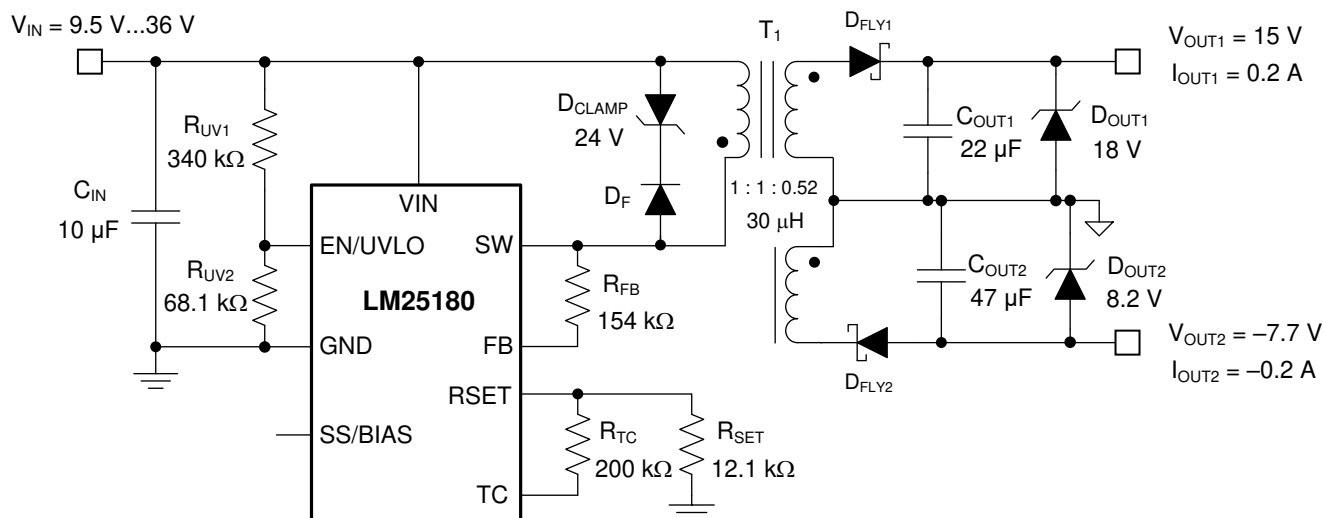 V_IN = 9.5 V...36 V
T₁
D_FLY1
V_OUT1 = 15 V
I_OUT1 = 0.2 A
R_UV1
340 kΩ
D_CLAMP
24 V
C_OUT1
22 µF
D_OUT1
18 V
C_IN
10 µF
D_F
1 : 1 : 0.52
30 µH
VIN
EN/UVLO
SW
R_UV2
68.1 kΩ
LM25180
R_FB
154 kΩ
C_OUT2
47 µF
D_OUT2
8.2 V
GND
FB
D_FLY2
V_OUT2 = –7.7 V
I_OUT2 = –0.2 A
RSET
SS/BIAS
R_TC
200 kΩ
R_SET
12.1 kΩ
TC